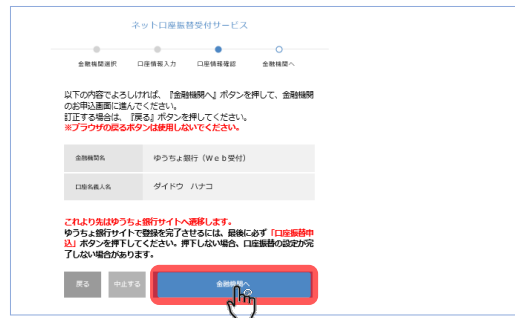 ネット口座振替受付サービス
金融機関選択 口座情報入力 口座情報確認 金融機関へ
以下の内容でよろしければ、『金融機関へ』ボタンを押して、金融機関
のお申込画面に進んでください。
訂正する場合は、『戻る』ボタンを押してください。
※ブラウザの戻るボタンは使用しないでください。
金融機関名 ゆうちょ銀行（Ｗｅｂ受付）
口座名義人名 ダイドウ ハナコ
これより先はゆうちょ銀行サイトへ遷移します。
ゆうちょ銀行サイトで登録を完了させるには、最後に必ず「口座振替申
込」ボタンを押下してください。押下しない場合、口座振替の設定が完
了しない場合があります。
戻る 中止する 金融機関へ